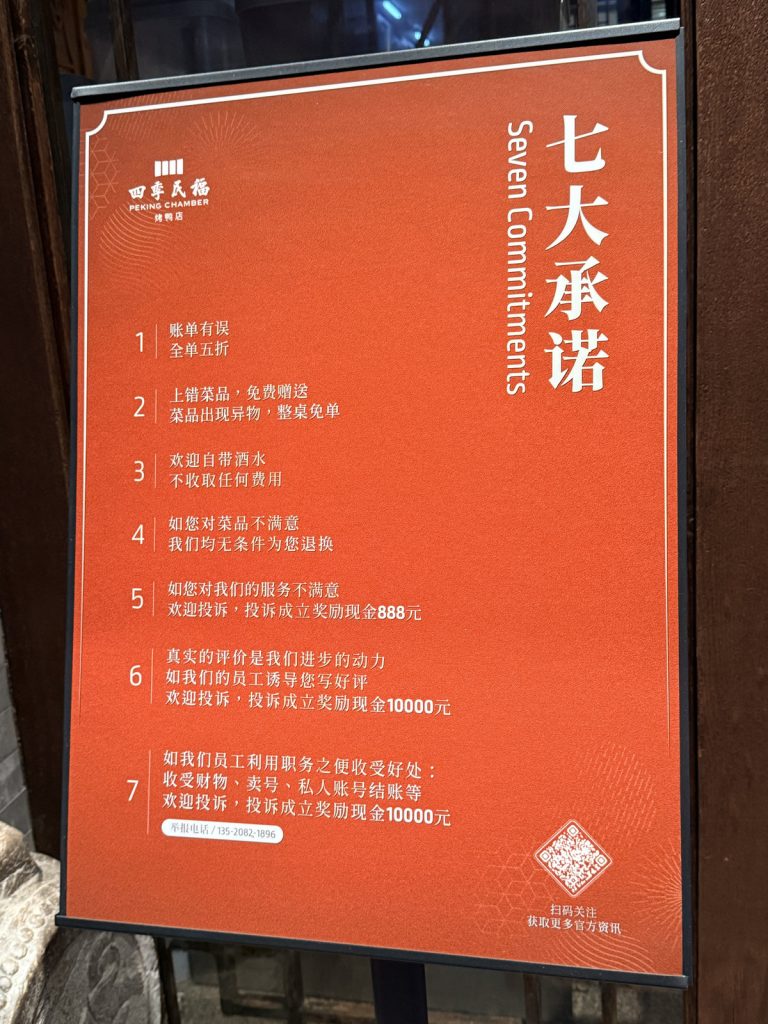 七大承诺
Seven Commitments
四季民福
PEKING CHAMBER
烤鸭店
1
账单有误
全单五折
2
上错菜品，免费赠送
菜品出现异物，整桌免单
3
欢迎自带酒水
不收取任何费用
4
如您对菜品不满意
我们均无条件为您退换
5
如您对我们的服务不满意
欢迎投诉，投诉成立奖励现金888元
6
真实的评价是我们进步的动力
如我们的员工诱导您写好评
欢迎投诉，投诉成立奖励现金10000元
7
如我们员工利用职务之便收受好处：
收受财物、卖号、私人账号结账等
欢迎投诉，投诉成立奖励现金10000元
举报电话 / 135-2082-1896
扫码关注
获取更多官方资讯